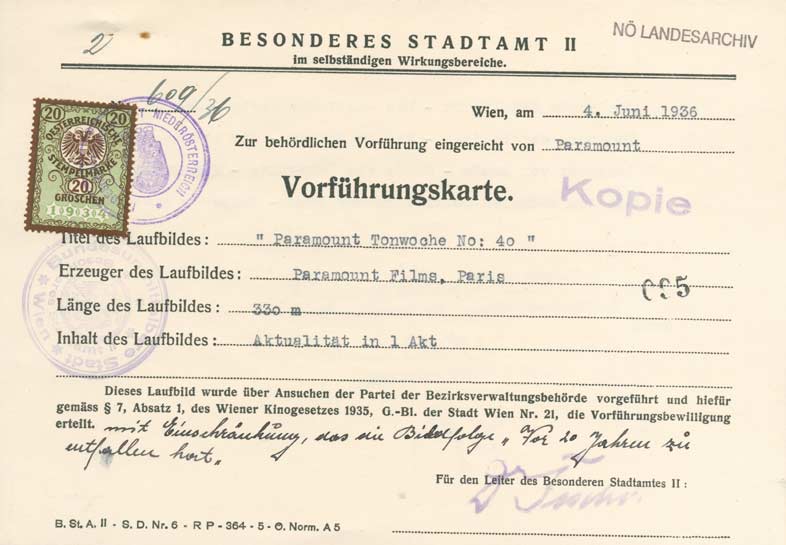 2
BESONDERES STADTAMT II
im selbständigen Wirkungsbereiche.
NÖ LANDESARCHIV
609/36
20 20
OESTERREICHISCHE
STEMPELMARKE
20
GROSCHEN
1934
NIEDERÖSTERREICH
Wien, am 4. Juni 1936
Zur behördlichen Vorführung eingereicht von Paramount
Vorführungskarte.
Kopie
Titel des Laufbildes: " Paramount Tonwoche No: 40 "
Erzeuger des Laufbildes: Paramount Films, Paris
Länge des Laufbildes: 330 m
Inhalt des Laufbildes: Aktualität in 1 Akt
Dieses Laufbild wurde über Ansuchen der Partei der Bezirksverwaltungsbehörde vorgeführt und hiefür
gemäss § 7, Absatz 1, des Wiener Kinogesetzes 1935, G.-Bl. der Stadt Wien Nr. 21, die Vorführungsbewilligung
erteilt. mit Einschränkung, das die Bildfolge „Vor 20 Jahren zu
entfallen hat"
Für den Leiter des Besonderen Stadtamtes II:
B. St. A. II - S. D. Nr. 6 - R P - 364 - 5 - Ö. Norm. A 5